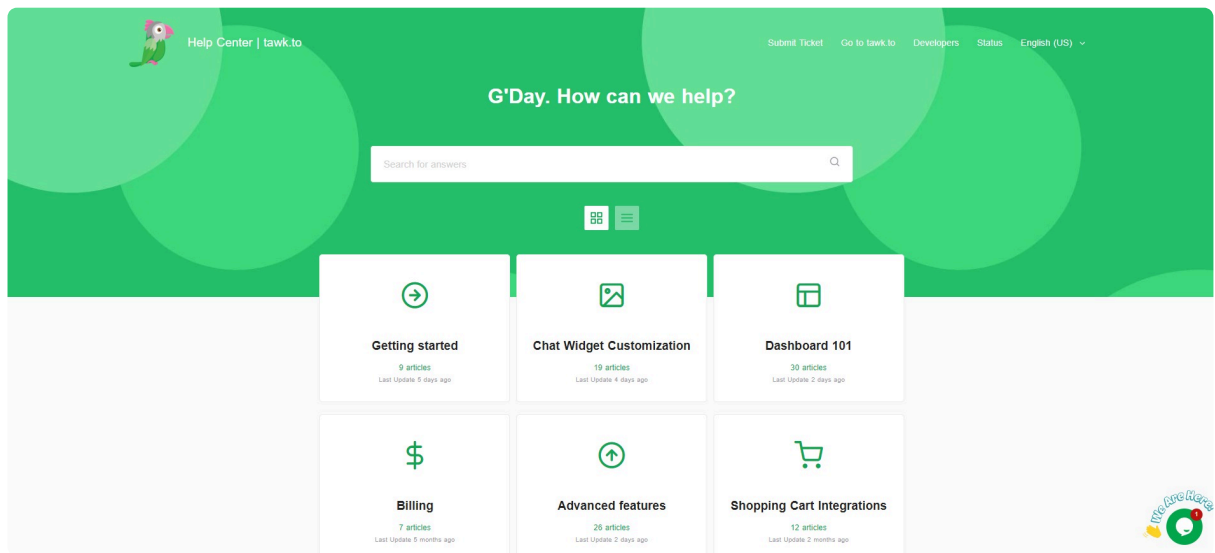 Help Center | tawk.to
Submit Ticket Go to tawk.to Developers Status English (US)
G'Day. How can we help?
Search for answers
Getting started
9 articles
Last Update 5 days ago
Chat Widget Customization
19 articles
Last Update 4 days ago
Dashboard 101
30 articles
Last Update 2 days ago
Billing
7 articles
Last Update 5 months ago
Advanced features
26 articles
Last Update 2 days ago
Shopping Cart Integrations
12 articles
Last Update 2 months ago
We Are Here!
1